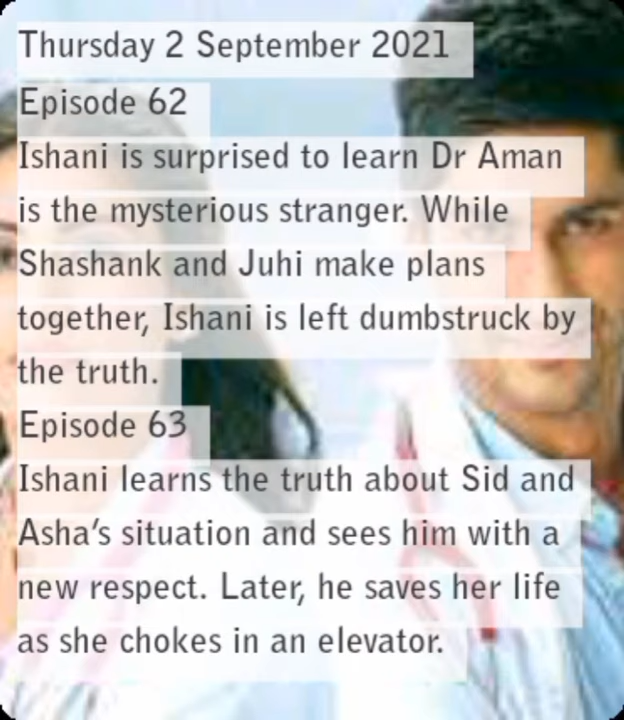 Thursday 2 September 2021
Episode 62
Ishani is surprised to learn Dr Aman
is the mysterious stranger. While
Shashank and Juhi make plans
together, Ishani is left dumbstruck by
the truth.
Episode 63
Ishani learns the truth about Sid and
Asha's situation and sees him with a
new respect. Later, he saves her life
as she chokes in an elevator.